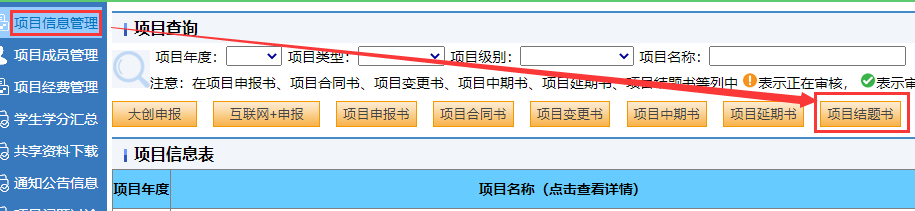 项目信息管理
项目成员管理
项目经费管理
学生学分汇总
共享资料下载
通知公告信息
项目查询
项目年度： 项目类型： 项目级别： 项目名称：
注意：在项目申报书、项目合同书、项目变更书、项目中期书、项目延期书、项目结题书等列中 表示正在审核， 表示审
大创申报 互联网+申报 项目申报书 项目合同书 项目变更书 项目中期书 项目延期书 项目结题书
项目信息表
项目年度 项目名称（点击查看详情）